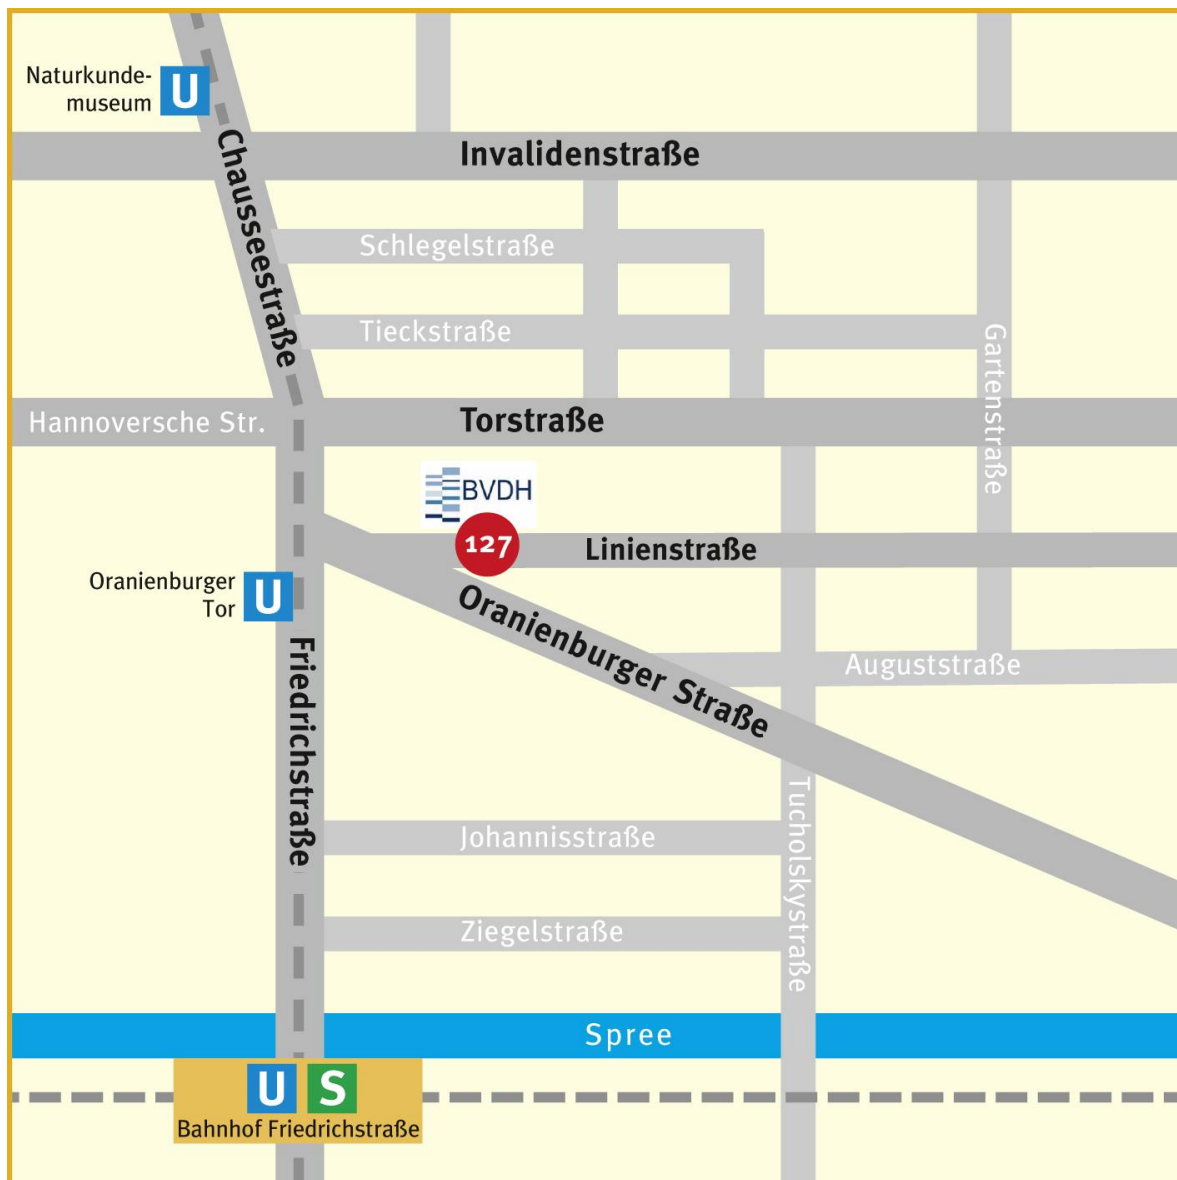 Naturkunde-
museum
U
Chausseestraße
Invalidenstraße
Schlegelstraße
Tieckstraße
Gartenstraße
Hannoversche Str.
Torstraße
BVDH
127
Linienstraße
Oranienburger
Tor
U
Oranienburger Straße
Auguststraße
Friedrichstraße
Johannisstraße
Tucholskystraße
Ziegelstraße
Spree
U S
Bahnhof Friedrichstraße